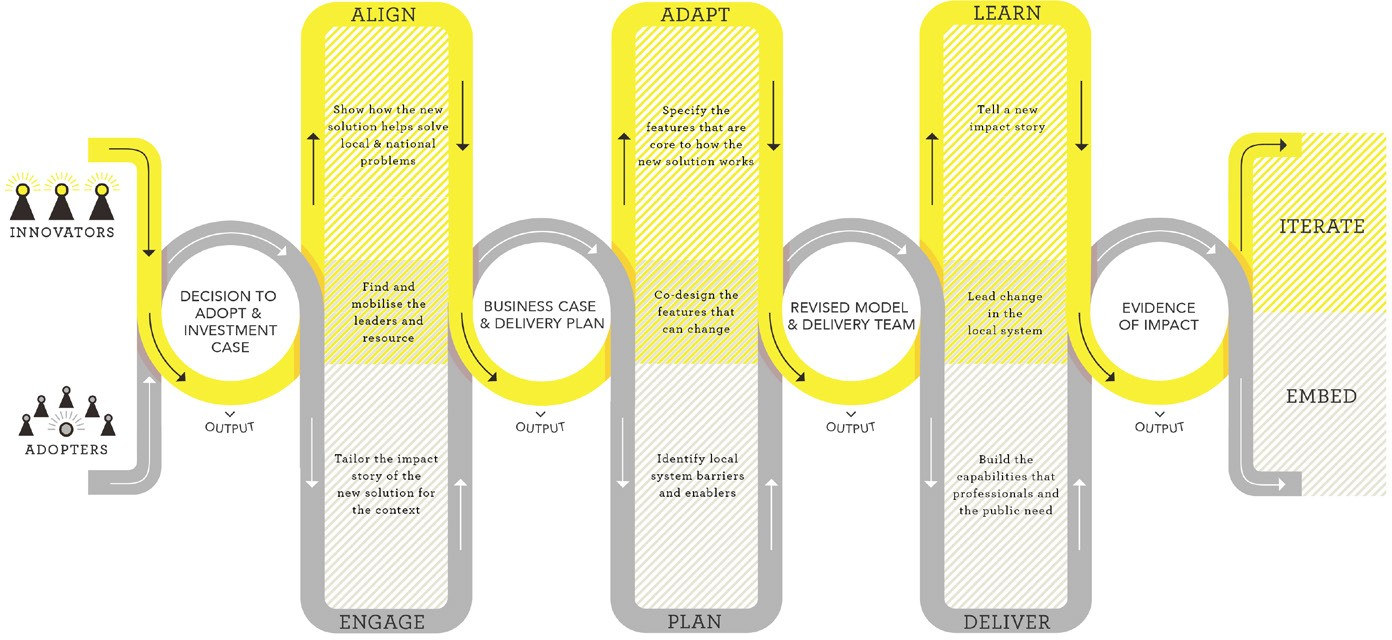 INNOVATORS
ADOPTERS
DECISION TO
ADOPT &
INVESTMENT
CASE
OUTPUT
ALIGN
Show how the new
solution helps solve
local & national
problems
Find and
mobilise the
leaders and
resource
Tailor the impact
story of the
new solution for
the context
ENGAGE
BUSINESS CASE
& DELIVERY PLAN
OUTPUT
ADAPT
Specify the
features that are
core to how the
new solution works
Co-design the
features that
can change
Identify local
system barriers
and enablers
PLAN
REVISED MODEL
& DELIVERY TEAM
OUTPUT
LEARN
Tell a new
impact story
Lead change
in the
local system
Build the
capabilities that
professionals and
the public need
DELIVER
EVIDENCE
OF IMPACT
OUTPUT
ITERATE
EMBED